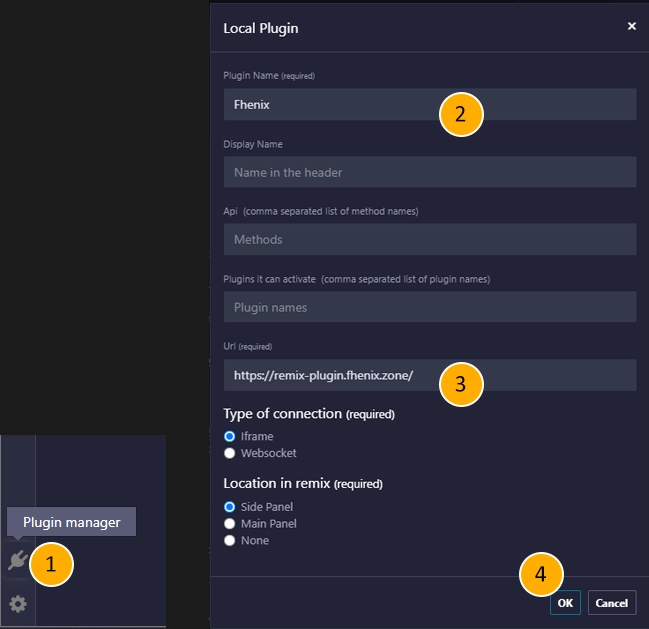 Local Plugin
×
Plugin Name (required)
Fhenix
2
Display Name
Name in the header
Api (comma separated list of method names)
Methods
Plugins it can activate (comma separated list of plugin names)
Plugin names
Url (required)
https://remix-plugin.fhenix.zone/
3
Type of connection (required)
Iframe
Websocket
Location in remix (required)
Side Panel
Main Panel
None
Plugin manager
1
4
OK
Cancel